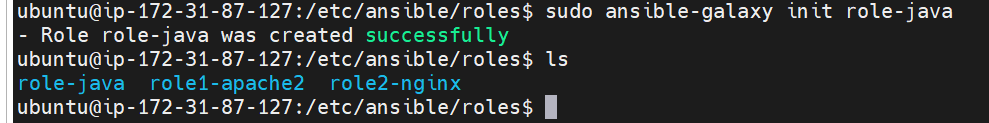 ubuntu@ip-172-31-87-127:/etc/ansible/roles$ sudo ansible-galaxy init role-java
- Role role-java was created successfully
ubuntu@ip-172-31-87-127:/etc/ansible/roles$ ls
role-java  role1-apache2  role2-nginx
ubuntu@ip-172-31-87-127:/etc/ansible/roles$